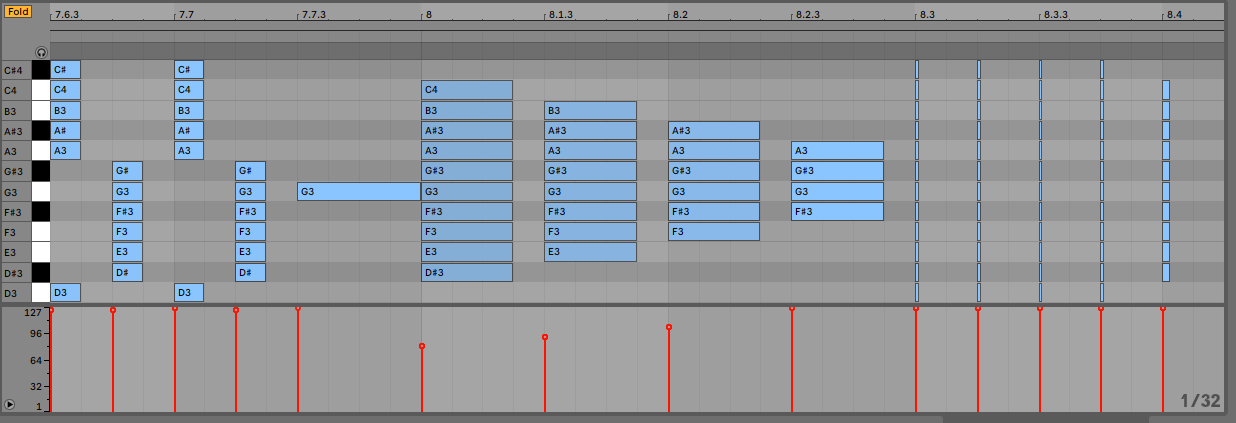 Fold 7.6.3 7.7 7.7.3 8 8.1.3 8.2 8.2.3 8.3 8.3.3 8.4
C#4 C# C#
C4 C4 C4 C4
B3 B3 B3 B3 B3
A#3 A# A# A#3 A#3 A#3
A3 A3 A3 A3 A3 A3 A3
G#3 G# G# G#3 G#3 G#3 G#3
G3 G3 G3 G3 G3 G3 G3 G3
F#3 F#3 F#3 F#3 F#3 F#3 F#3
F3 F3 F3 F3 F3 F3
E3 E3 E3 E3 E3
D#3 D# D# D#3
D3 D3 D3
127
96
64
32
1 1/32